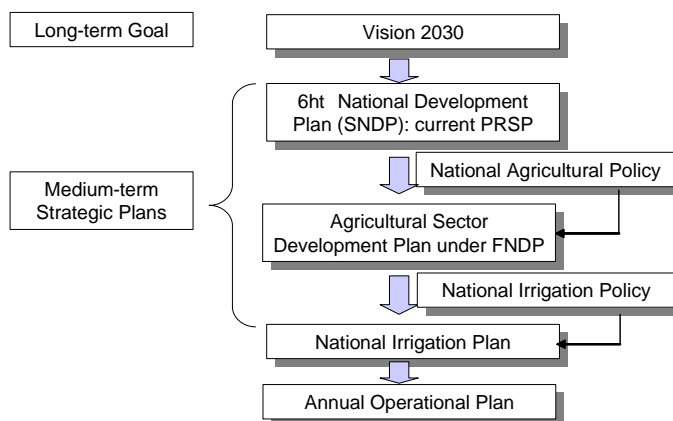 Long-term Goal
Vision 2030
6ht National Development
Plan (SNDP): current PRSP
National Agricultural Policy
Medium-term
Strategic Plans
Agricultural Sector
Development Plan under FNDP
National Irrigation Policy
National Irrigation Plan
Annual Operational Plan